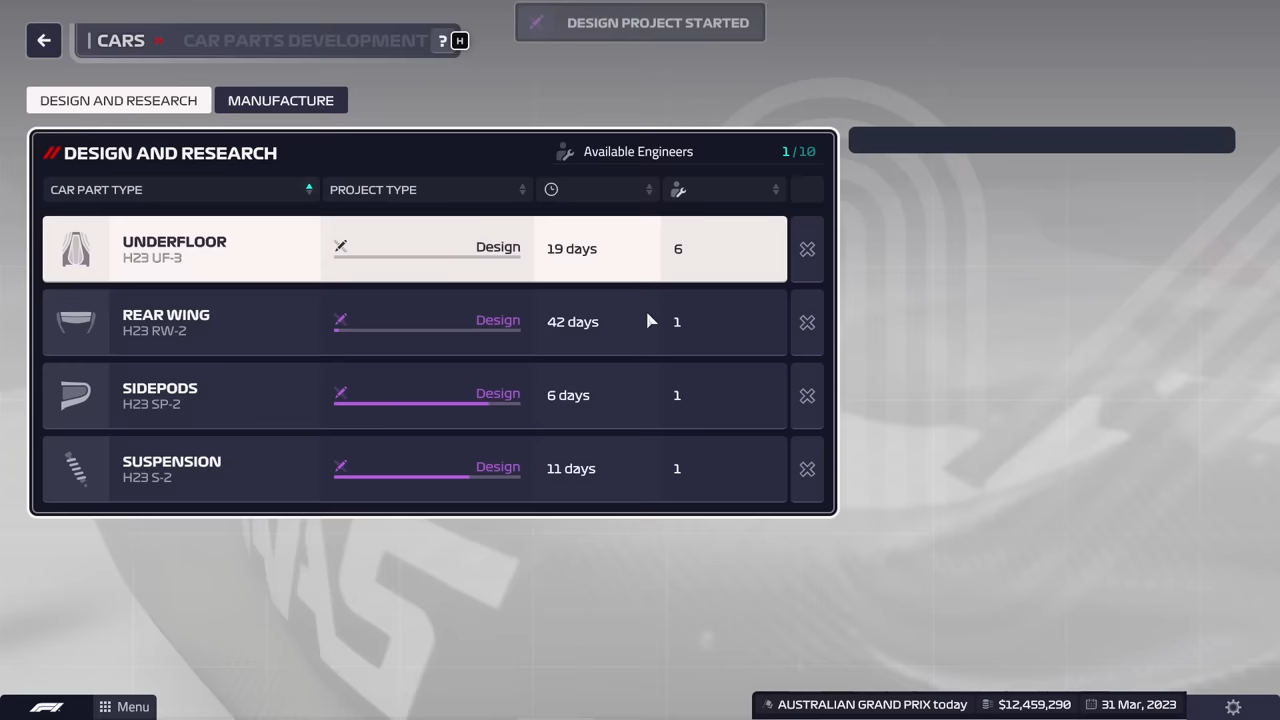 DESIGN PROJECT STARTED
CARS
CAR PARTS DEVELOPMENT
? H
DESIGN AND RESEARCH
MANUFACTURE
DESIGN AND RESEARCH
Available Engineers
1/10
CAR PART TYPE
PROJECT TYPE
UNDERFLOOR
H23 UF-3
Design
19 days
6
REAR WING
H23 RW-2
Design
42 days
1
SIDEPODS
H23 SP-2
Design
6 days
1
SUSPENSION
H23 S-2
Design
11 days
1
F1
Menu
AUSTRALIAN GRAND PRIX today
$12,459,290
31 Mar, 2023